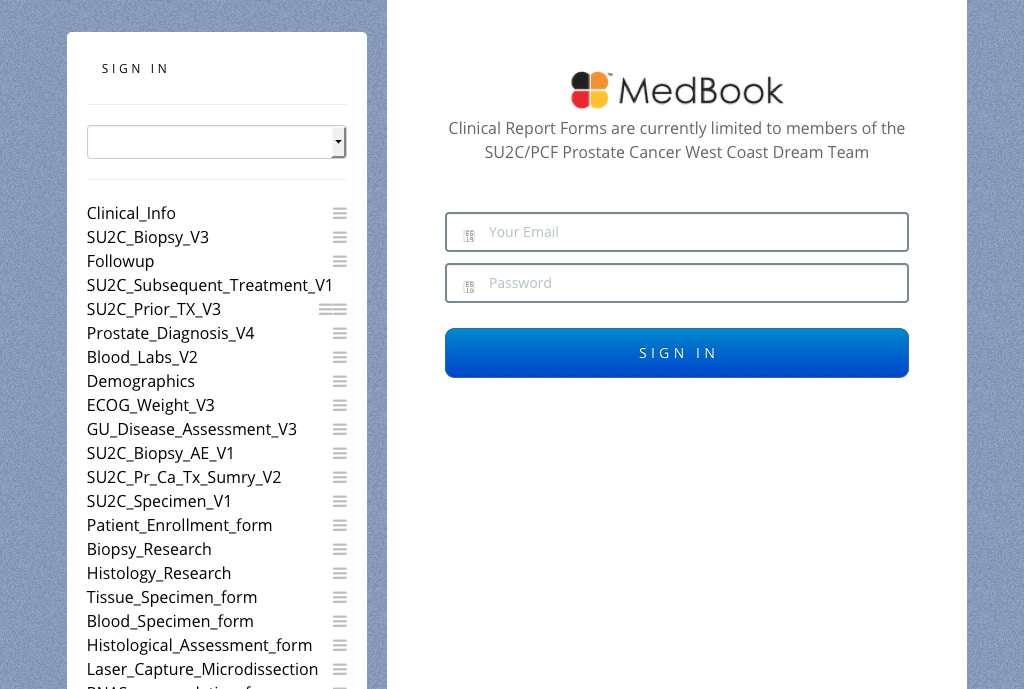 SIGN IN
Clinical_Info
SU2C_Biopsy_V3
Followup
SU2C_Subsequent_Treatment_V1
SU2C_Prior_TX_V3
Prostate_Diagnosis_V4
Blood_Labs_V2
Demographics
ECOG_Weight_V3
GU_Disease_Assessment_V3
SU2C_Biopsy_AE_V1
SU2C_Pr_Ca_Tx_Sumry_V2
SU2C_Specimen_V1
Patient_Enrollment_form
Biopsy_Research
Histology_Research
Tissue_Specimen_form
Blood_Specimen_form
Histological_Assessment_form
Laser_Capture_Microdissection
MedBook™
Clinical Report Forms are currently limited to members of the
SU2C/PCF Prostate Cancer West Coast Dream Team
Your Email
Password
SIGN IN